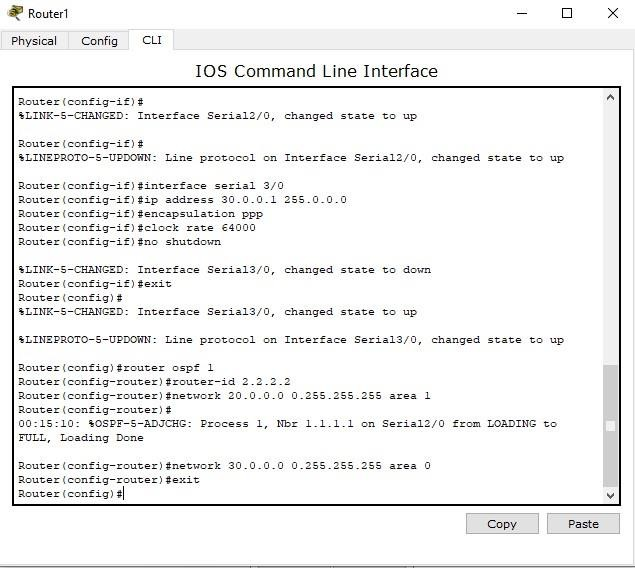 Router1
Physical Config CLI
IOS Command Line Interface
Router(config-if)#
%LINK-5-CHANGED: Interface Serial2/0, changed state to up
Router(config-if)#
%LINEPROTO-5-UPDOWN: Line protocol on Interface Serial2/0, changed state to up
Router(config-if)#interface serial 3/0
Router(config-if)#ip address 30.0.0.1 255.0.0.0
Router(config-if)#encapsulation ppp
Router(config-if)#clock rate 64000
Router(config-if)#no shutdown
%LINK-5-CHANGED: Interface Serial3/0, changed state to down
Router(config-if)#exit
Router(config)#
%LINK-5-CHANGED: Interface Serial3/0, changed state to up
%LINEPROTO-5-UPDOWN: Line protocol on Interface Serial3/0, changed state to up
Router(config)#router ospf 1
Router(config-router)#router-id 2.2.2.2
Router(config-router)#network 20.0.0.0 0.255.255.255 area 1
Router(config-router)#
00:15:10: %OSPF-5-ADJCHG: Process 1, Nbr 1.1.1.1 on Serial2/0 from LOADING to
FULL, Loading Done
Router(config-router)#network 30.0.0.0 0.255.255.255 area 0
Router(config-router)#exit
Router(config)#
Copy Paste